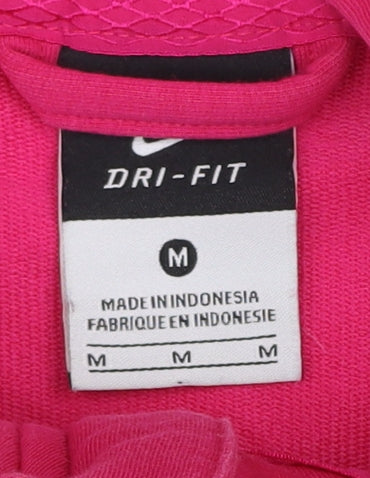 DRI-FIT
M
MADE IN INDONESIA
FABRIQUE EN INDONESIE
M M M